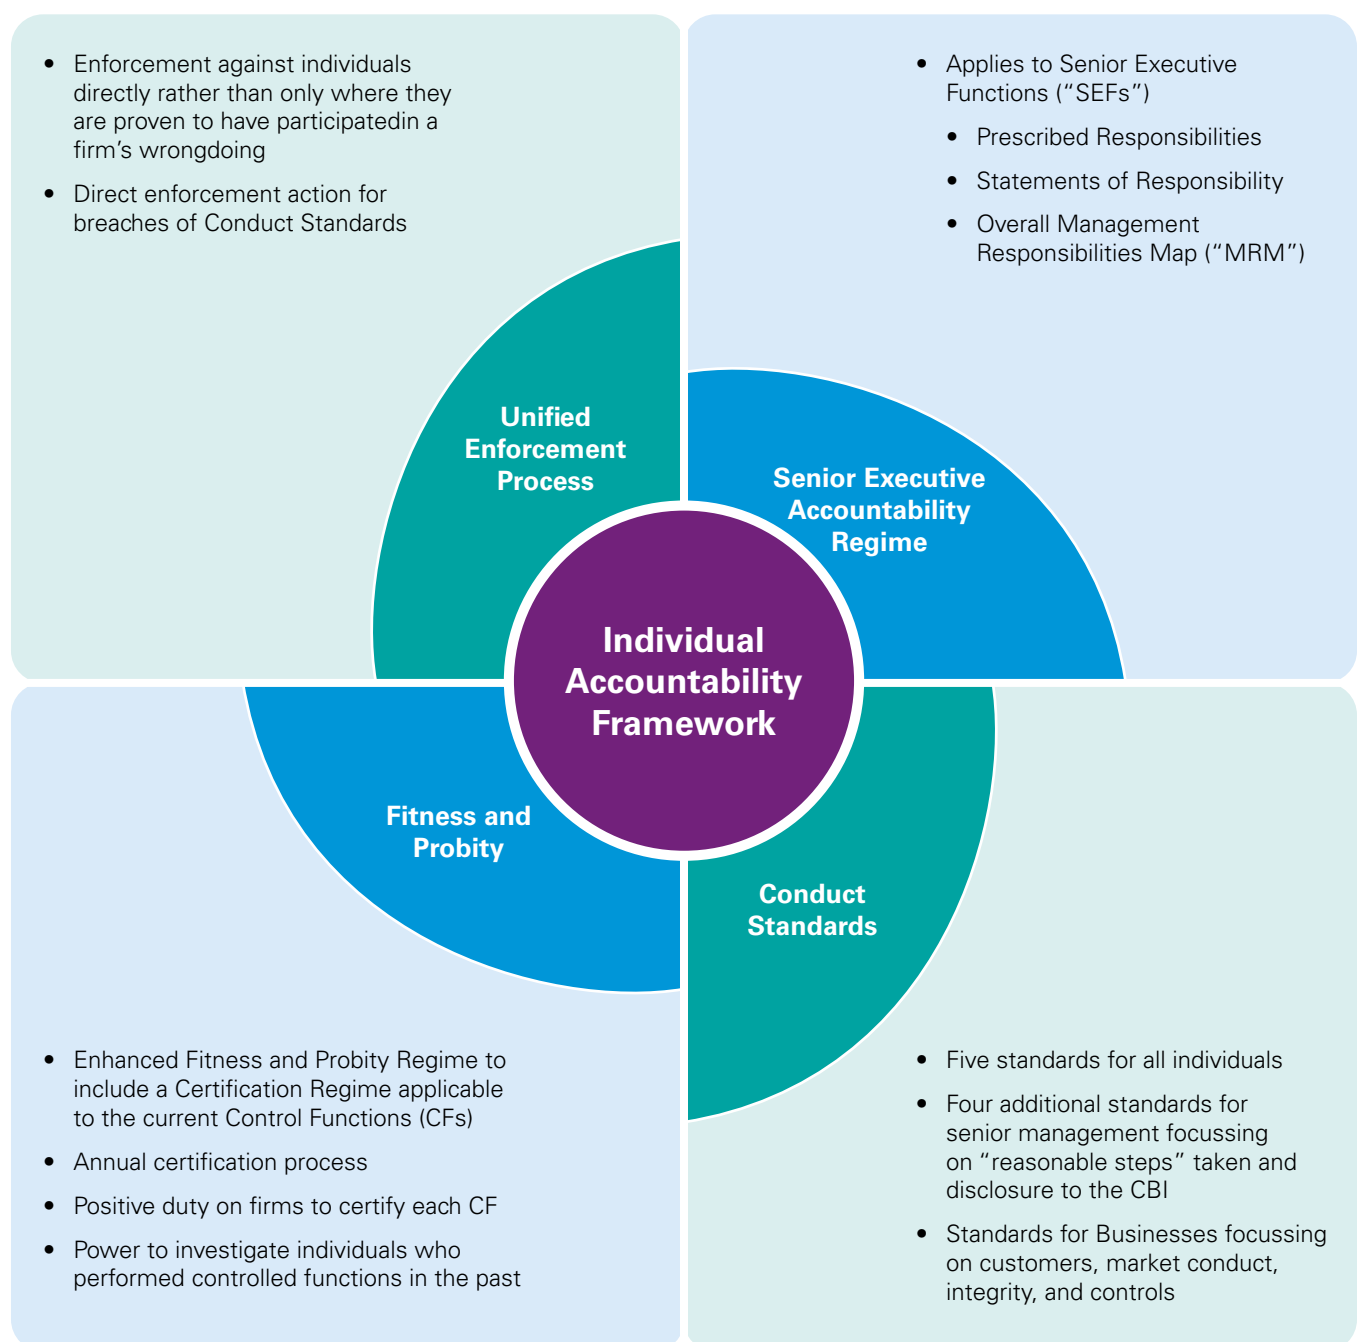 • Enforcement against individuals
directly rather than only where they
are proven to have participatedin a
firm's wrongdoing
• Direct enforcement action for
breaches of Conduct Standards
• Applies to Senior Executive
Functions (“SEFs”)
• Prescribed Responsibilities
• Statements of Responsibility
• Overall Management
Responsibilities Map (“MRM”)
Unified
Enforcement
Process
Senior Executive
Accountability
Regime
Individual
Accountability
Framework
Fitness and
Probity
Conduct
Standards
• Enhanced Fitness and Probity Regime to
include a Certification Regime applicable
to the current Control Functions (CFs)
• Annual certification process
• Positive duty on firms to certify each CF
• Power to investigate individuals who
performed controlled functions in the past
• Five standards for all individuals
• Four additional standards for
senior management focussing
on “reasonable steps” taken and
disclosure to the CBI
• Standards for Businesses focussing
on customers, market conduct,
integrity, and controls